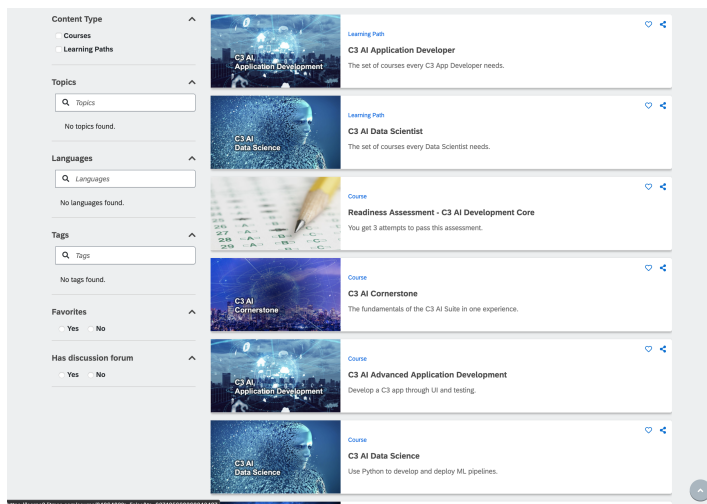 Content Type
Courses
Learning Paths
Topics
Topics
No topics found.
Languages
Languages
No languages found.
Tags
Tags
No tags found.
Favorites
Yes No
Has discussion forum
Yes No
C3 AI
Application Development
Learning Path
C3 AI Application Developer
The set of courses every C3 App Developer needs.
C3 AI
Data Science
Learning Path
C3 AI Data Scientist
The set of courses every Data Scientist needs.
26
27 A B C
28 A B C
29 A B C
Course
Readiness Assessment - C3 AI Development Core
You get 3 attempts to pass this assessment.
C3 AI
Cornerstone
Course
C3 AI Cornerstone
The fundamentals of the C3 AI Suite in one experience.
C3 AI
Application Development
Course
C3 AI Advanced Application Development
Develop a C3 app through UI and testing.
C3 AI
Data Science
Course
C3 AI Data Science
Use Python to develop and deploy ML pipelines.